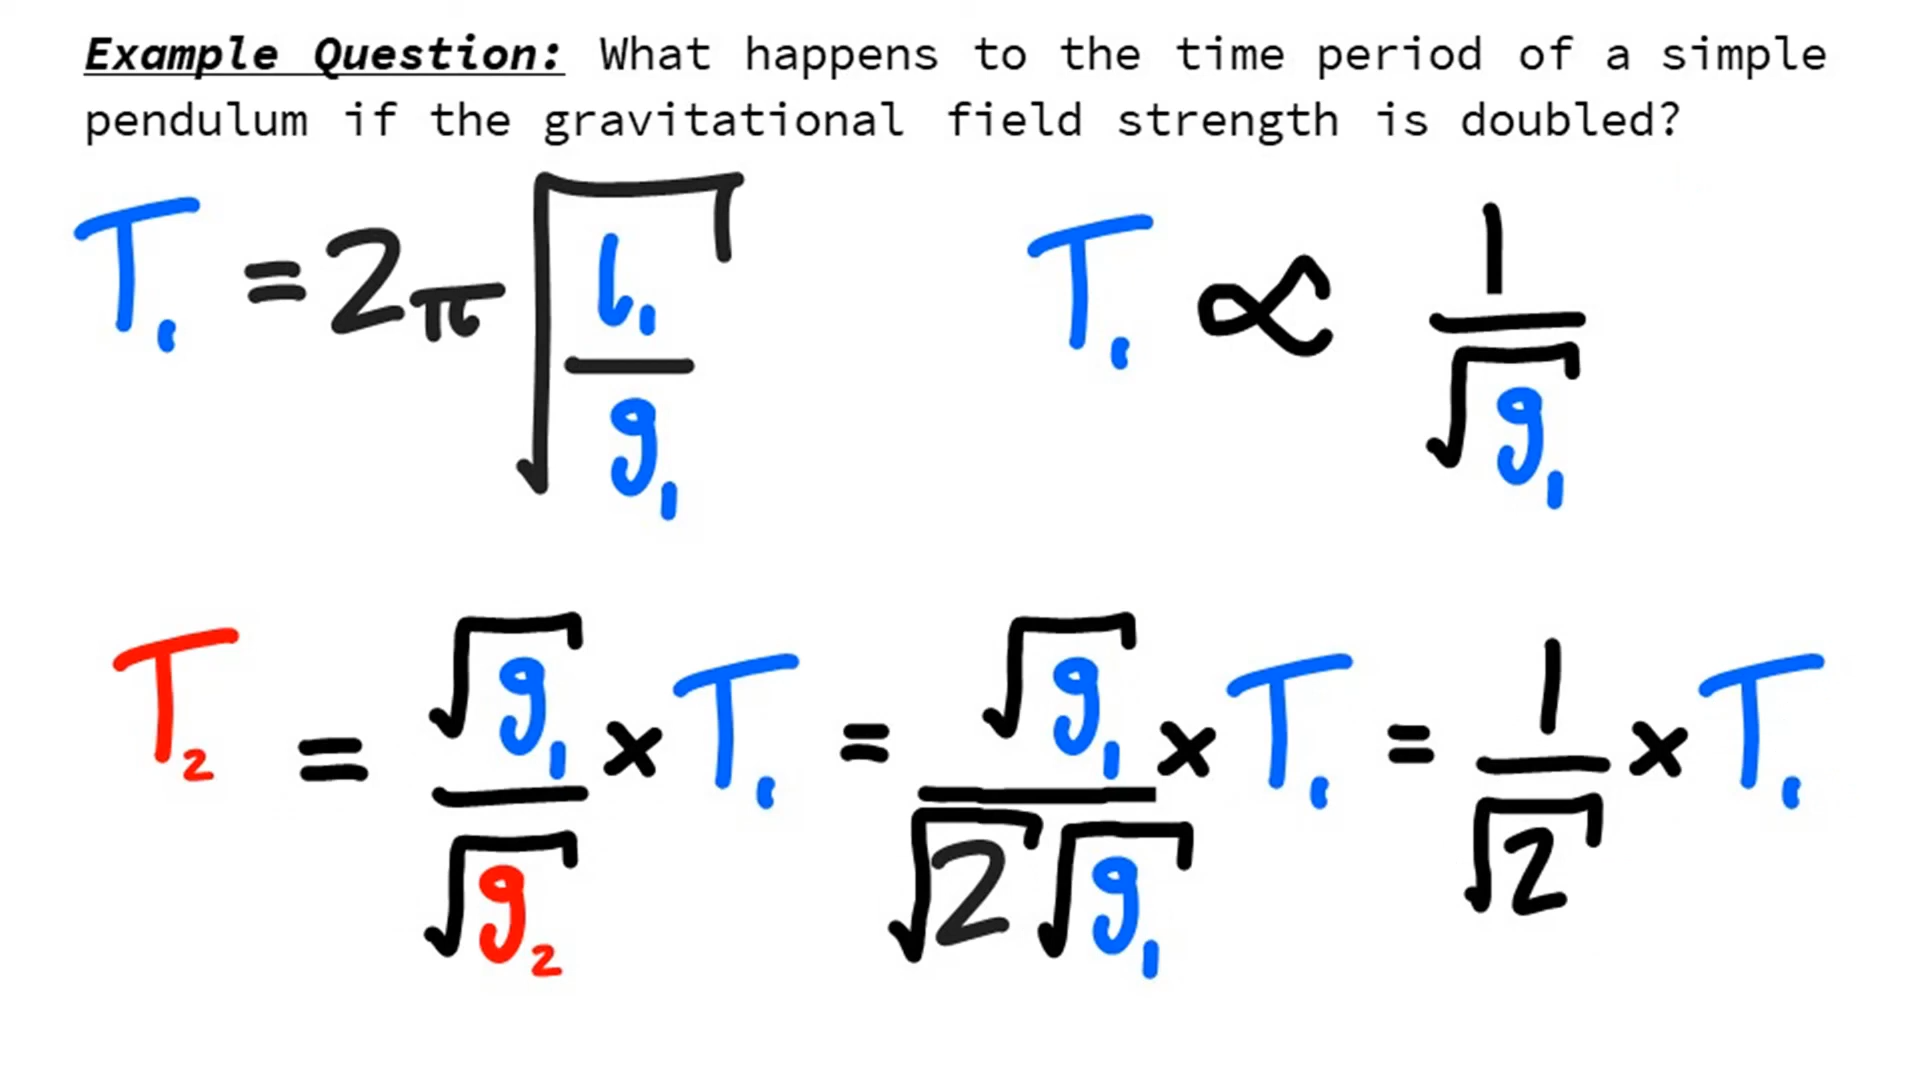 Example Question: What happens to the time period of a simple
pendulum if the gravitational field strength is doubled?
T₁ = 2π√(l₁/g₁)
T₁ ∝ 1/√g₁
T₂ = √g₁/√g₂ × T₁ = √g₁/√2√g₁ × T₁ = 1/√2 × T₁